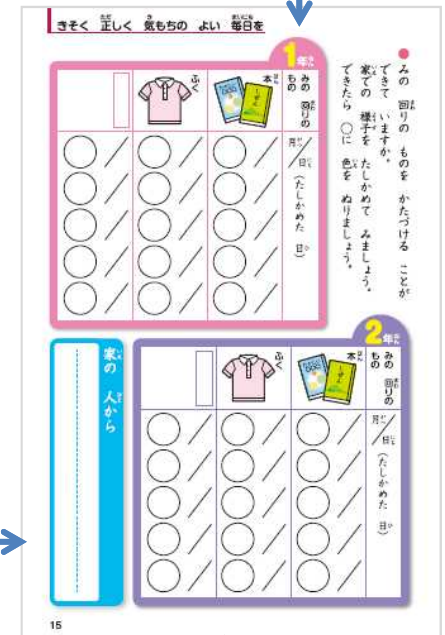 きそく 正しく 気もちの よい 毎日を
● みの 回りの ものを かたづける ことが
できて いますか。
家での 様子を たしかめて みましょう。
できたら ○に 色を ぬりましょう。
1年
みの 回りの
もの
本
ふく
月/日(たしかめた 日)
2年
みの 回りの
もの
本
ふく
月/日(たしかめた 日)
家の 人から
15